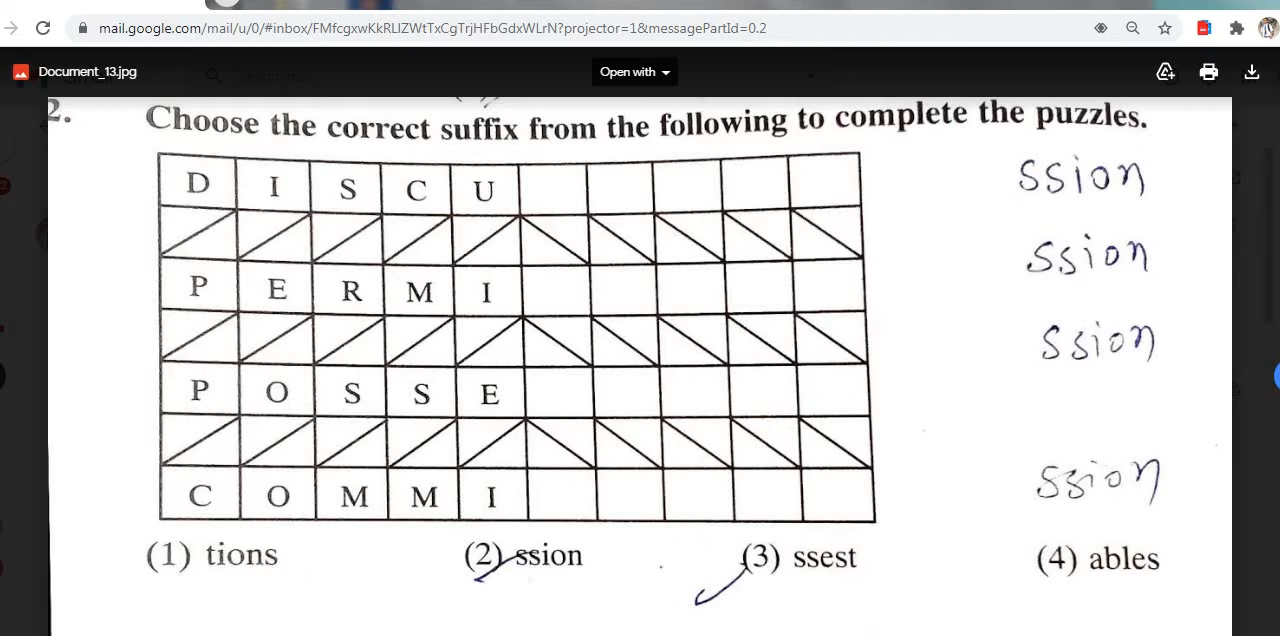 mail.google.com/mail/u/0/#inbox/FMfcgxwKkRLlZWtTxCgTrjHFbGdxWLrN?projector=1&messagePartId=0.2
Document_13.jpg
Open with
2. Choose the correct suffix from the following to complete the puzzles.
D I S C U ssion
ssion
P E R M I
ssion
P O S S E
C O M M I ssion
(1) tions (2) ssion (3) ssest (4) ables